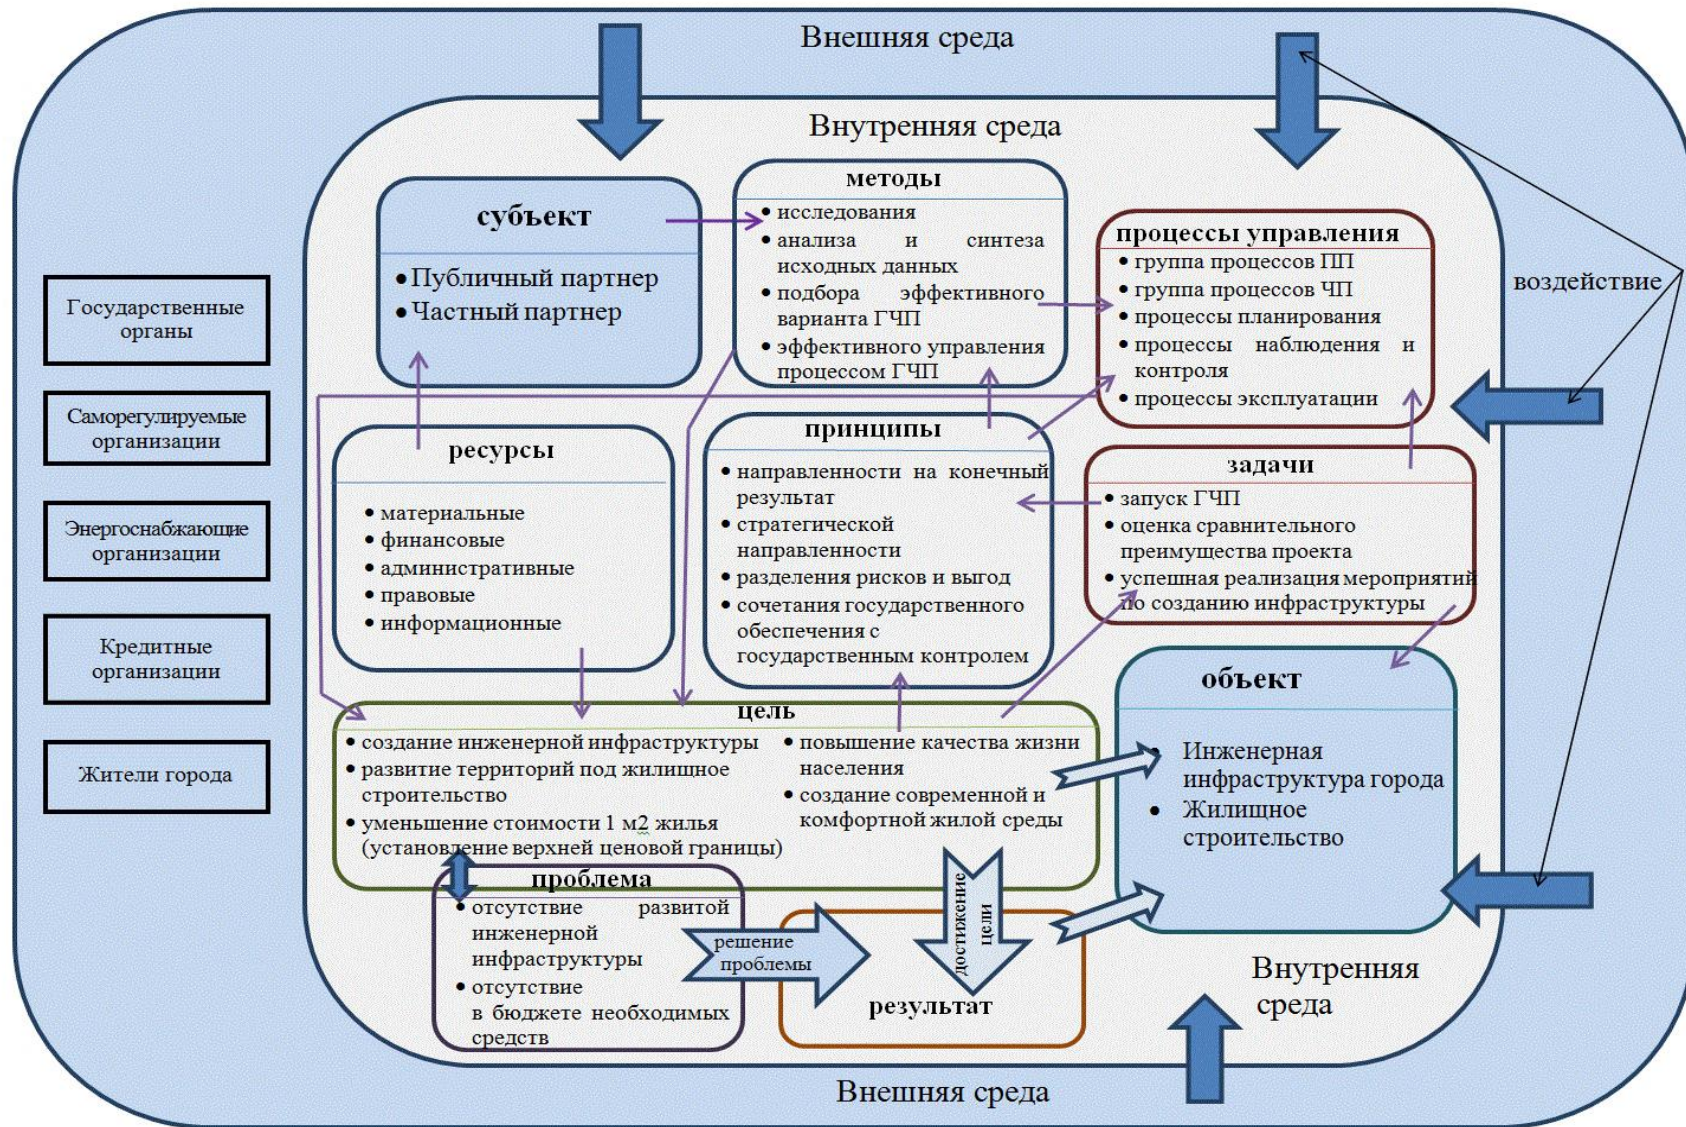 Внешняя среда
Внутренняя среда
Государственные
органы
Саморегулируемые
организации
Энергоснабжающие
организации
Кредитные
организации
Жители города
субъект
• Публичный партнер
• Частный партнер
методы
• исследования
• анализа и синтеза
исходных данных
• подбора эффективного
варианта ГЧП
• эффективного управления
процессом ГЧП
процессы управления
• группа процессов ПП
• группа процессов ЧП
• процессы планирования
• процессы наблюдения и
контроля
• процессы эксплуатации
воздействие
ресурсы
• материальные
• финансовые
• административные
• правовые
• информационные
принципы
• направленности на конечный
результат
• стратегической
направленности
• разделения рисков и выгод
• сочетания государственного
обеспечения с
государственным контролем
задачи
• запуск ГЧП
• оценка сравнительного
преимущества проекта
• успешная реализация мероприятий
по созданию инфраструктуры
цель
• создание инженерной инфраструктуры
• развитие территорий под жилищное
строительство
• уменьшение стоимости 1 м2 жилья
(установление верхней ценовой границы)
• повышение качества жизни
населения
• создание современной и
комфортной жилой среды
объект
• Инженерная
инфраструктура города
• Жилищное
строительство
проблема
• отсутствие развитой
инженерной
инфраструктуры
• отсутствие
в бюджете необходимых
средств
решение
проблемы
достижение
цели
результат
Внутренняя
среда
Внешняя среда